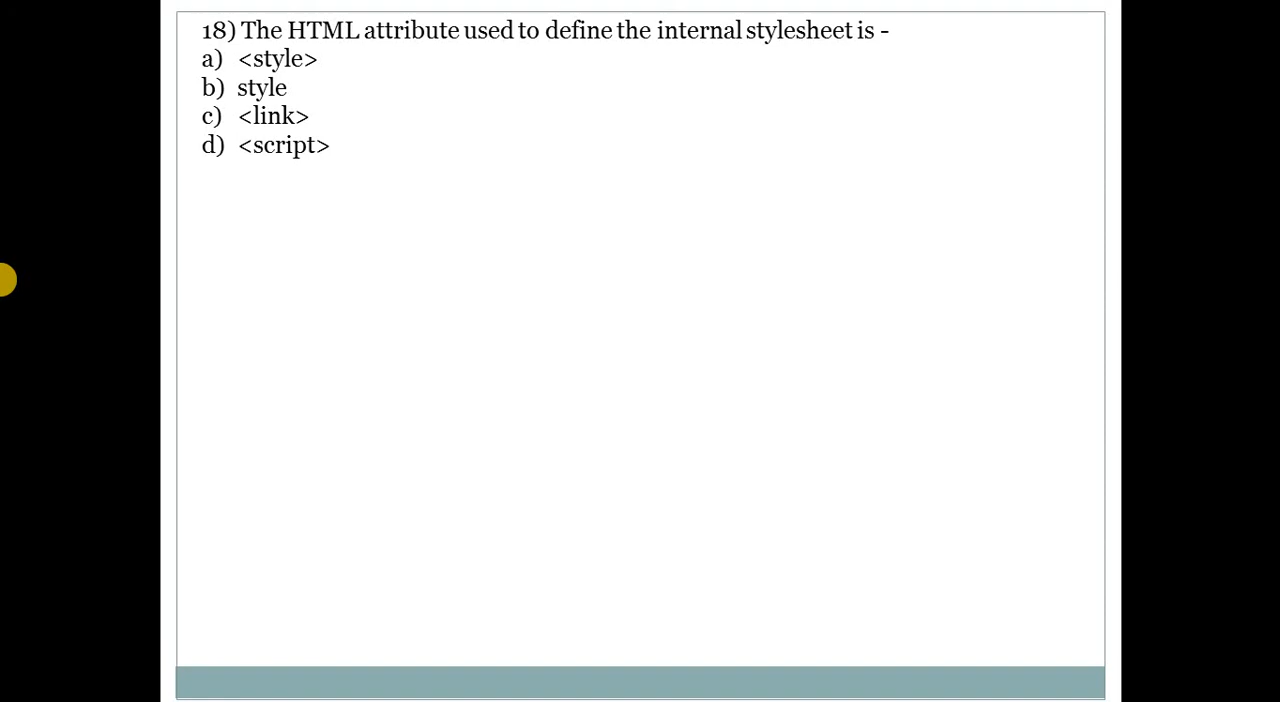 18) The HTML attribute used to define the internal stylesheet is -
a) <style>
b) style
c) <link>
d) <script>